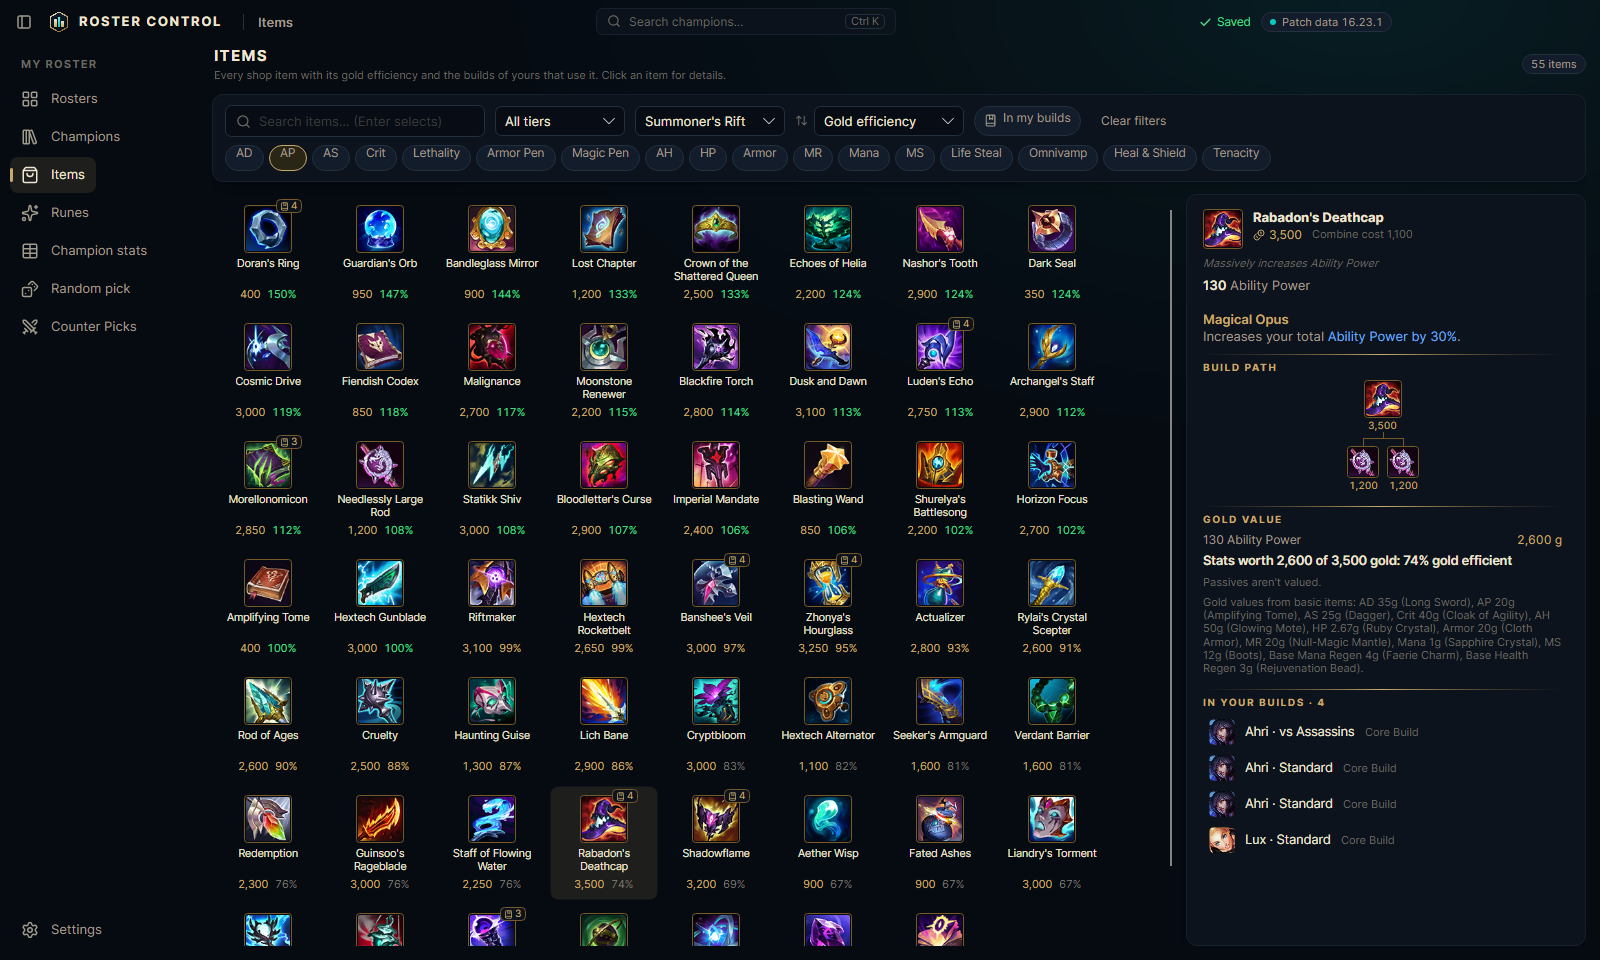 ROSTER CONTROL
Items
Search champions...
Ctrl K
Saved
Patch data 16.23.1
MY ROSTER
Rosters
Champions
Items
Runes
Champion stats
Random pick
Counter Picks
Settings
ITEMS
Every shop item with its gold efficiency and the builds of yours that use it. Click an item for details.
55 items
Search items... (Enter selects)
All tiers
Summoner's Rift
Gold efficiency
In my builds
Clear filters
AD AP AS Crit Lethality Armor Pen Magic Pen AH HP Armor MR Mana MS Life Steal Omnivamp Heal & Shield Tenacity
4
Doran's Ring
400 150%
Guardian's Orb
950 147%
Bandleglass Mirror
900 144%
Lost Chapter
1,200 133%
Crown of the
Shattered Queen
2,500 133%
Echoes of Helia
2,200 124%
Nashor's Tooth
2,900 124%
Dark Seal
350 124%
Cosmic Drive
3,000 119%
Fiendish Codex
850 118%
Malignance
2,700 117%
Moonstone
Renewer
2,200 115%
Blackfire Torch
2,800 114%
Dusk and Dawn
3,100 113%
4
Luden's Echo
2,750 113%
Archangel's Staff
2,900 112%
3
Morellonomicon
2,850 112%
Needlessly Large
Rod
1,200 108%
Statikk Shiv
3,000 108%
Bloodletter's Curse
2,900 107%
Imperial Mandate
2,400 106%
Blasting Wand
850 106%
Shurelya's
Battlesong
2,200 102%
Horizon Focus
2,700 102%
Amplifying Tome
400 100%
Hextech Gunblade
3,000 100%
Riftmaker
3,100 99%
Hextech
Rocketbelt
2,650 99%
4
Banshee's Veil
3,000 97%
4
Zhonya's
Hourglass
3,250 95%
Actualizer
2,800 93%
Rylai's Crystal
Scepter
2,600 91%
Rod of Ages
2,600 90%
Cruelty
2,500 88%
Haunting Guise
1,300 87%
Lich Bane
2,900 86%
Cryptbloom
3,000 83%
Hextech Alternator
1,100 82%
Seeker's Armguard
1,600 81%
Verdant Barrier
1,600 81%
Redemption
2,300 76%
Guinsoo's
Rageblade
3,000 76%
Staff of Flowing
Water
2,250 76%
4
Rabadon's
Deathcap
3,500 74%
4
Shadowflame
3,200 69%
Aether Wisp
900 67%
Fated Ashes
900 67%
Liandry's Torment
3,000 67%
3
Rabadon's Deathcap
3,500 Combine cost 1,100
Massively increases Ability Power
130 Ability Power
Magical Opus
Increases your total Ability Power by 30%.
BUILD PATH
3,500
1,200 1,200
GOLD VALUE
130 Ability Power 2,600 g
Stats worth 2,600 of 3,500 gold: 74% gold efficient
Passives aren't valued.
Gold values from basic items: AD 35g (Long Sword), AP 20g
(Amplifying Tome), AS 25g (Dagger), Crit 40g (Cloak of Agility), AH
50g (Glowing Mote), HP 2.67g (Ruby Crystal), Armor 20g (Cloth
Armor), MR 20g (Null-Magic Mantle), Mana 1g (Sapphire Crystal), MS
12g (Boots), Base Mana Regen 4g (Faerie Charm), Base Health
Regen 3g (Rejuvenation Bead).
IN YOUR BUILDS · 4
Ahri · vs Assassins Core Build
Ahri · Standard Core Build
Ahri · Standard Core Build
Lux · Standard Core Build